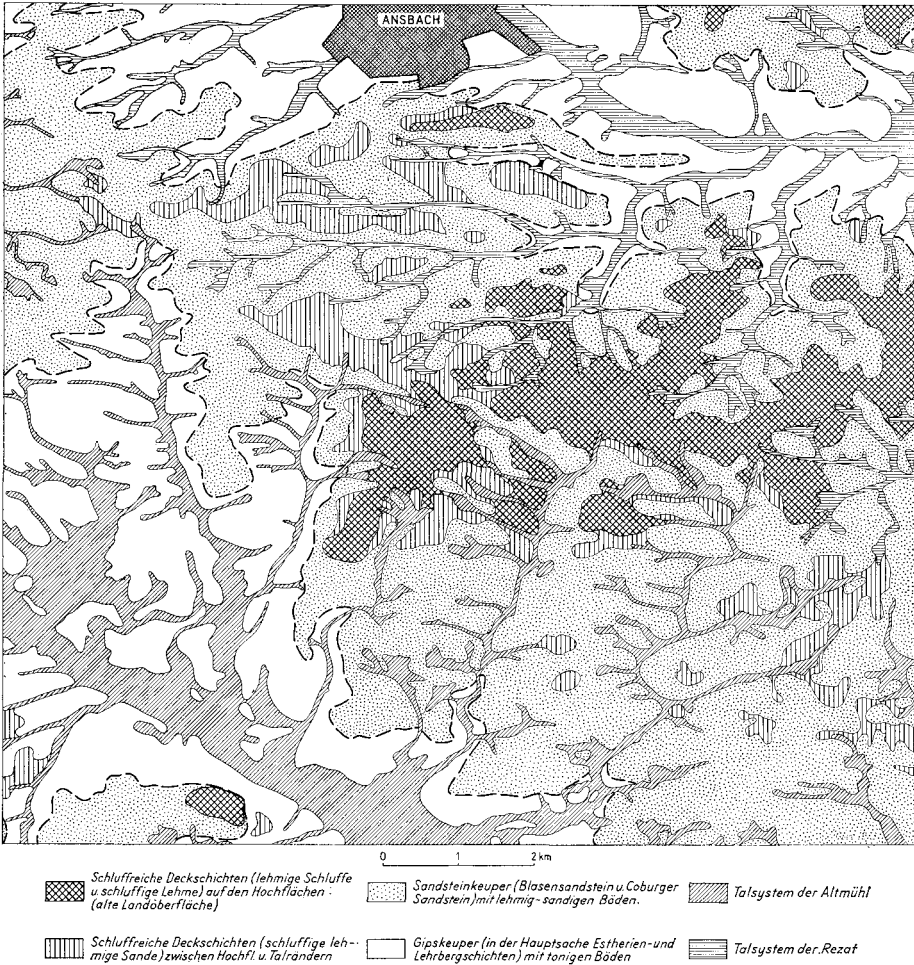 ANSBACH
0 1 2 km
Schluffreiche Deckschichten (lehmige Schluffe
u. schluffige Lehme) auf den Hochflächen :
(alte Landoberfläche)
Sandsteinkeuper (Blasensandstein u. Coburger
Sandstein) mit lehmig-sandigen Böden.
Talsystem der Altmühl
Schluffreiche Deckschichten (schluffige leh-
mige Sande) zwischen Hochfl. u. Talrändern
Gipskeuper (in der Hauptsache Estherien- und
Lehrbergschichten) mit tonigen Böden
Talsystem der Rezat